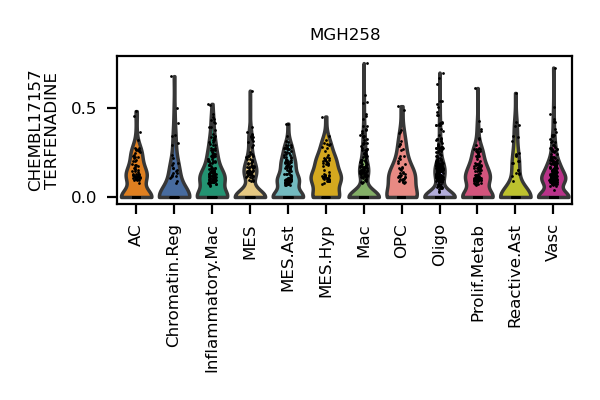 MGH258
CHEMBL17157
TERFENADINE
0.5
0.0
AC
Chromatin.Reg
Inflammatory.Mac
MES
MES.Ast
MES.Hyp
Mac
OPC
Oligo
Prolif.Metab
Reactive.Ast
Vasc